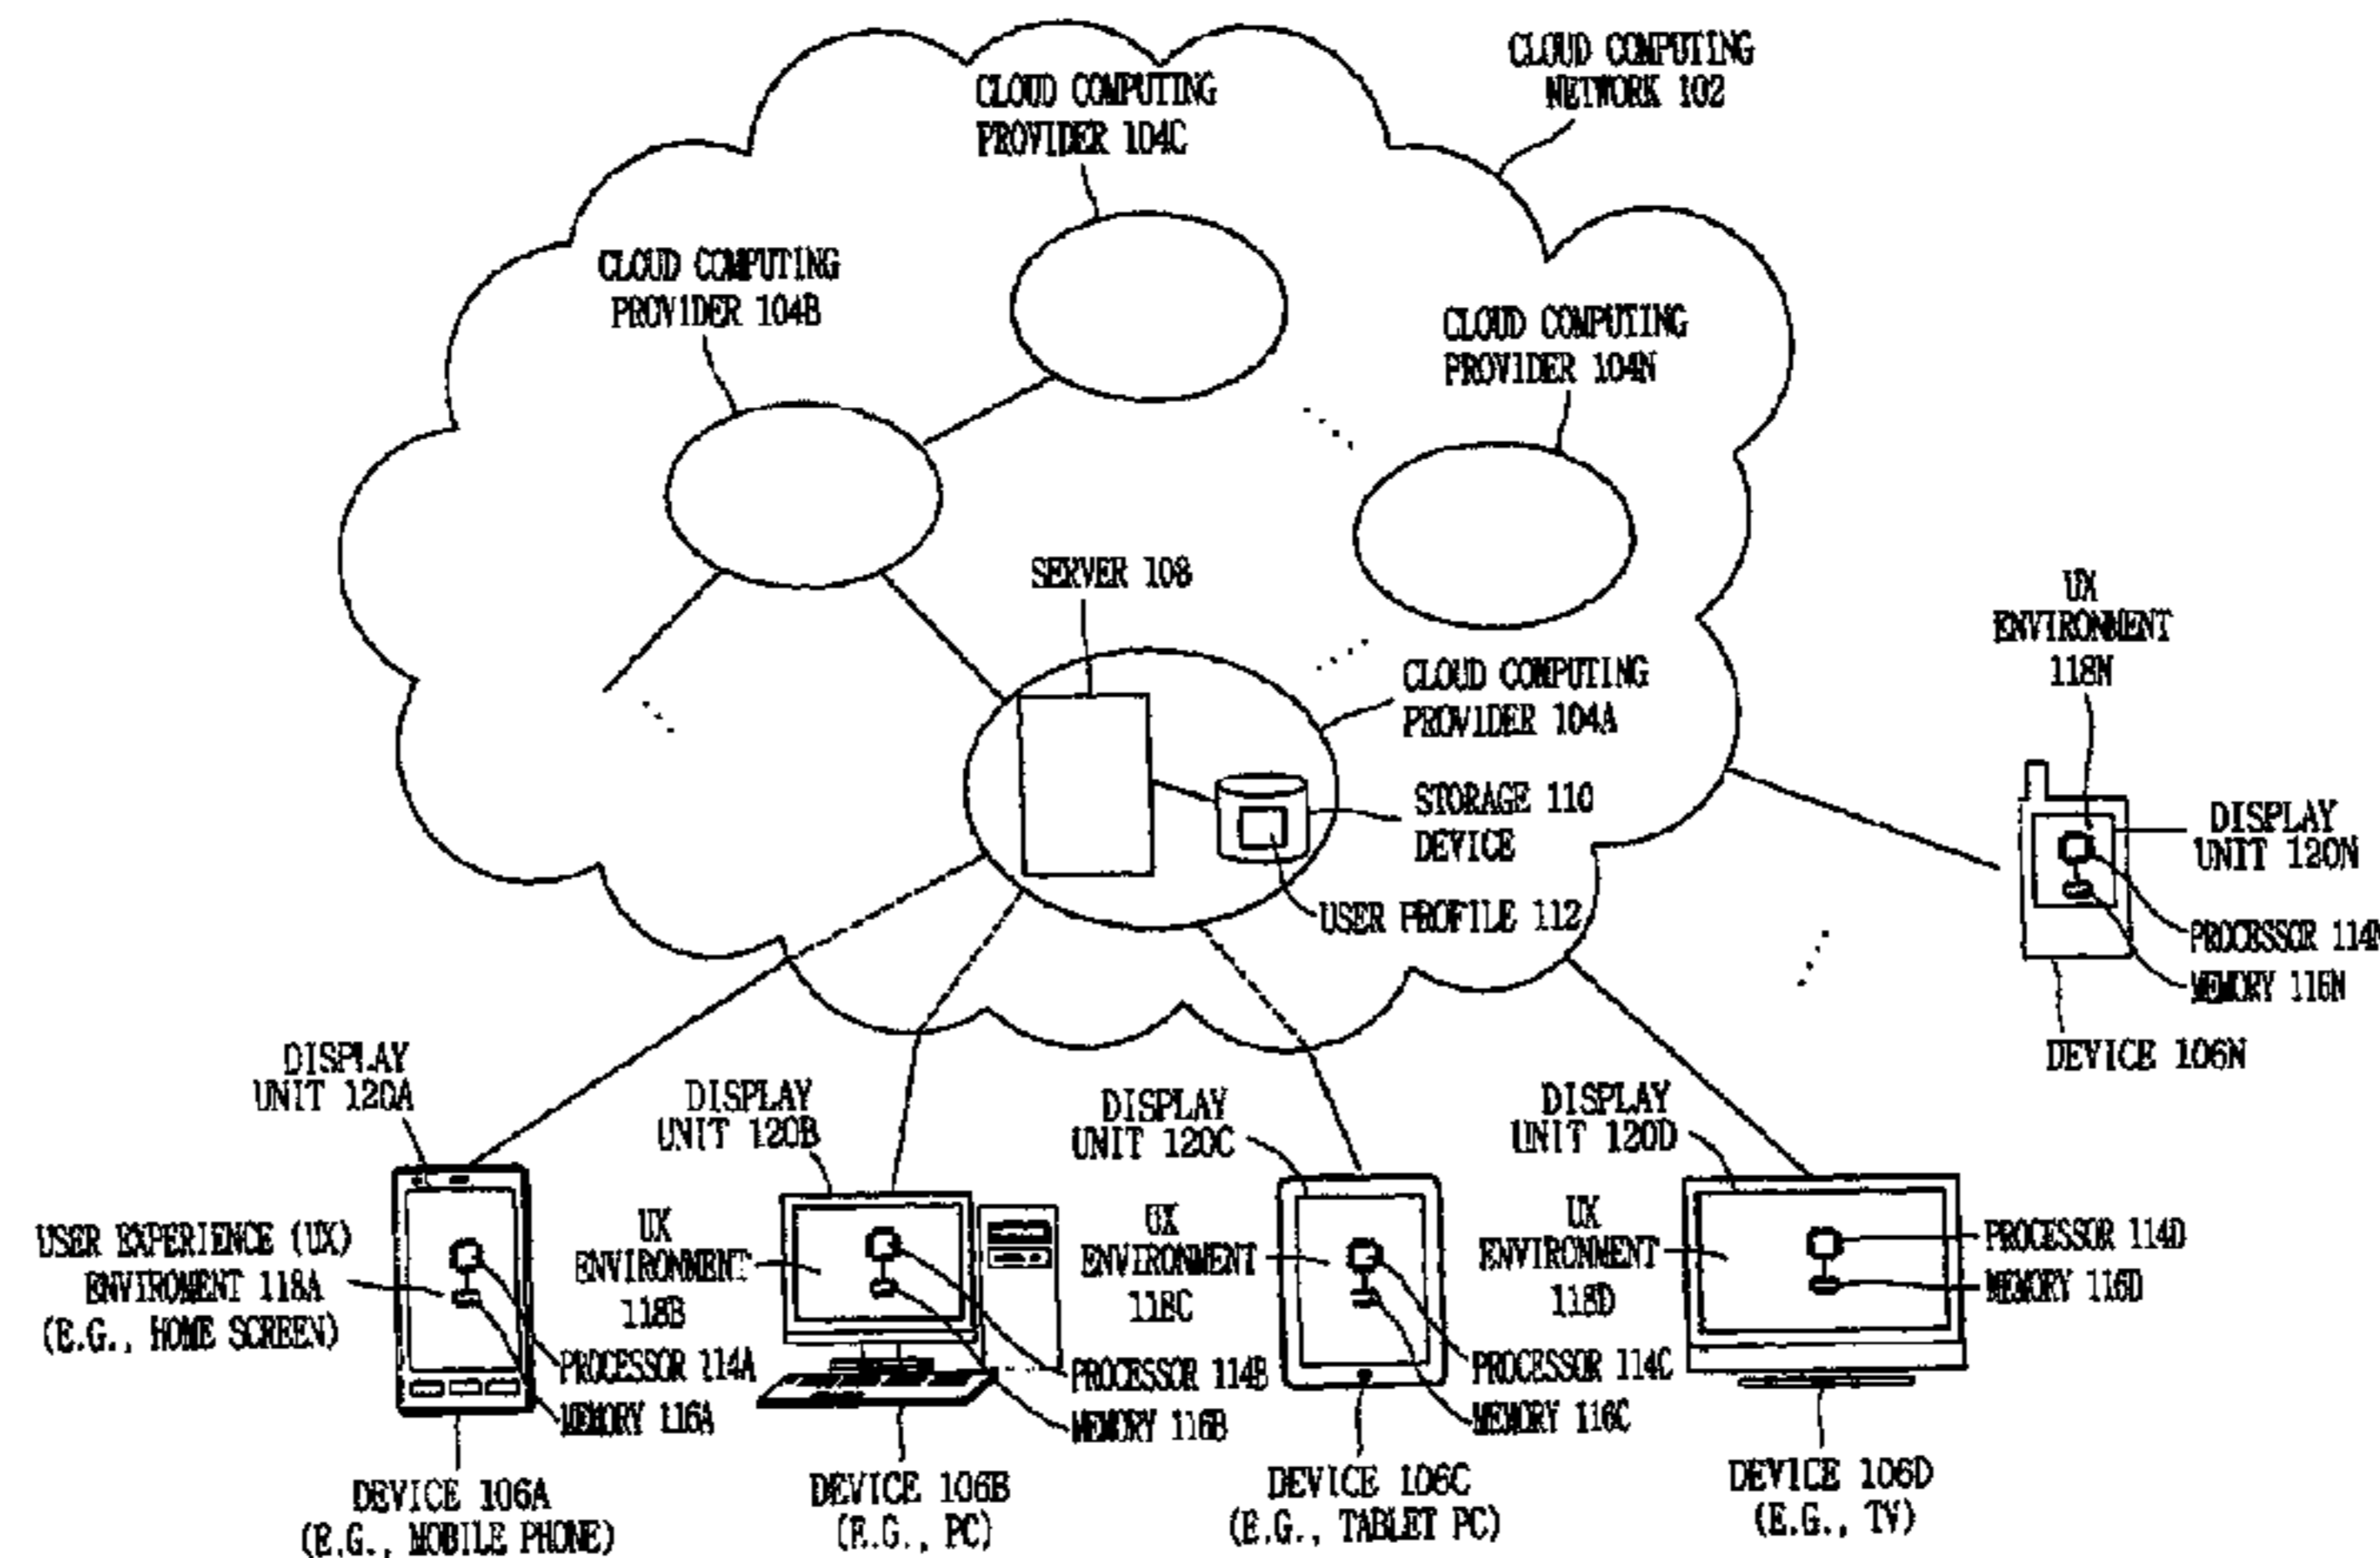 CLOUD COMPUTING
NETWORK 102
CLOUD COMPUTING
PROVIDER 104C
CLOUD COMPUTING
PROVIDER 104B
CLOUD COMPUTING
PROVIDER 104N
SERVER 108
UX
ENVIRONMENT
118N
CLOUD COMPUTING
PROVIDER 104A
STORAGE 110
DEVICE
DISPLAY
UNIT 120N
USER PROFILE 112
PROCESSOR 114N
MEMORY 116N
DEVICE 106N
DISPLAY
UNIT 120A
DISPLAY
UNIT 120B
DISPLAY
UNIT 120C
DISPLAY
UNIT 120D
USER EXPERIENCE (UX)
ENVIROMENT 118A
(E.G., HOME SCREEN)
UX
ENVIRONMENT
118B
UX
ENVIRONMENT
118C
UX
ENVIRONMENT
118D
PROCESSOR 114D
MEMORY 116D
PROCESSOR 114A
MEMORY 116A
PROCESSOR 114B
MEMORY 116B
PROCESSOR 114C
MEMORY 116C
DEVICE 106A
(E.G., MOBILE PHONE)
DEVICE 106B
(E.G., PC)
DEVICE 106C
(E.G., TABLET PC)
DEVICE 106D
(E.G., TV)